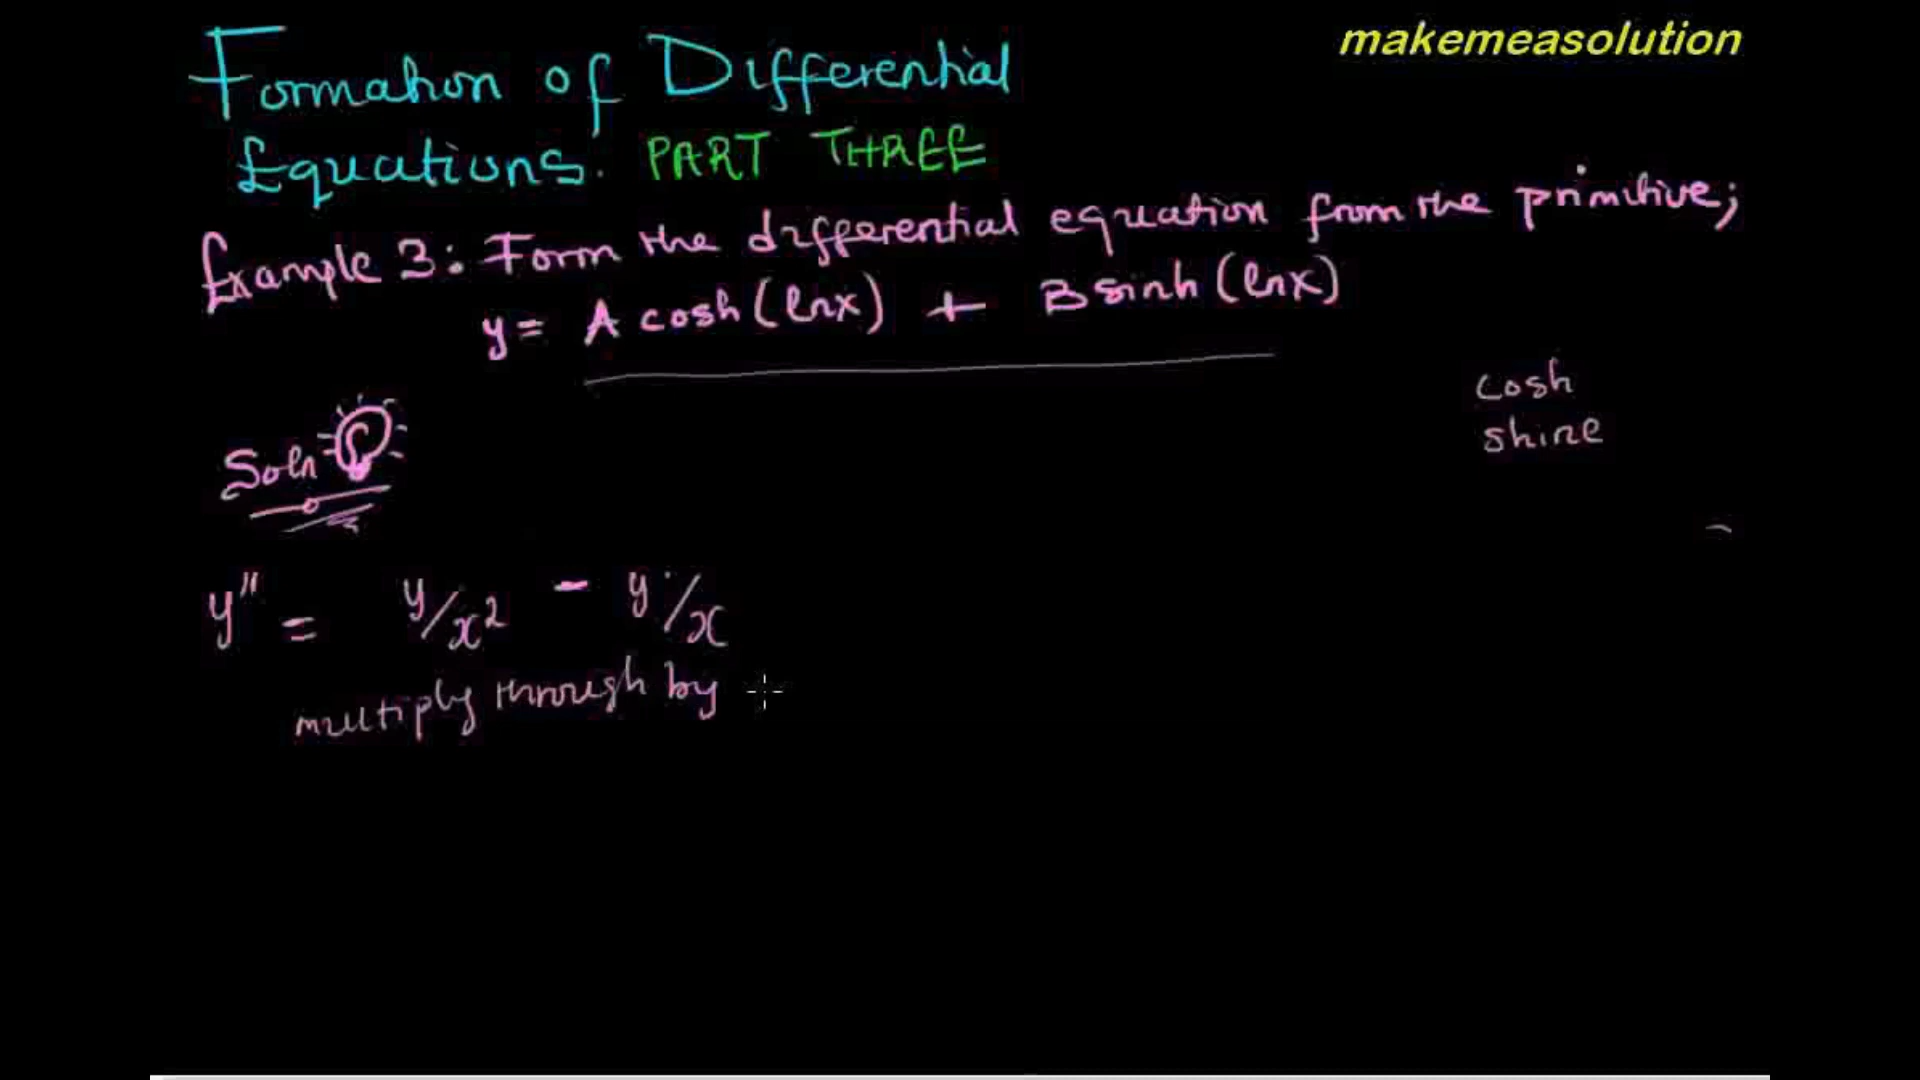 makemeasolution
Formation of Differential
Equations. PART THREE
Example 3: Form the differential equation from the primitive;
y = A cosh(lnx) + B sinh(lnx)
cosh
shine
Soln
y" = y/x² - y'/x
multiply through by